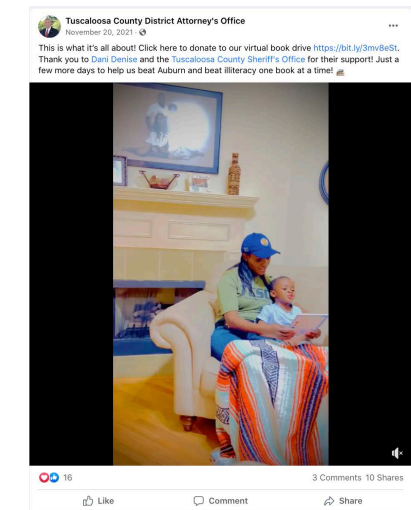 Tuscaloosa County District Attorney's Office
November 20, 2021 ·
This is what it's all about! Click here to donate to our virtual book drive https://bit.ly/3mv8eSt.
Thank you to Dani Denise and the Tuscaloosa County Sheriff's Office for their support! Just a
few more days to help us beat Auburn and beat illiteracy one book at a time!
16
3 Comments 10 Shares
Like
Comment
Share